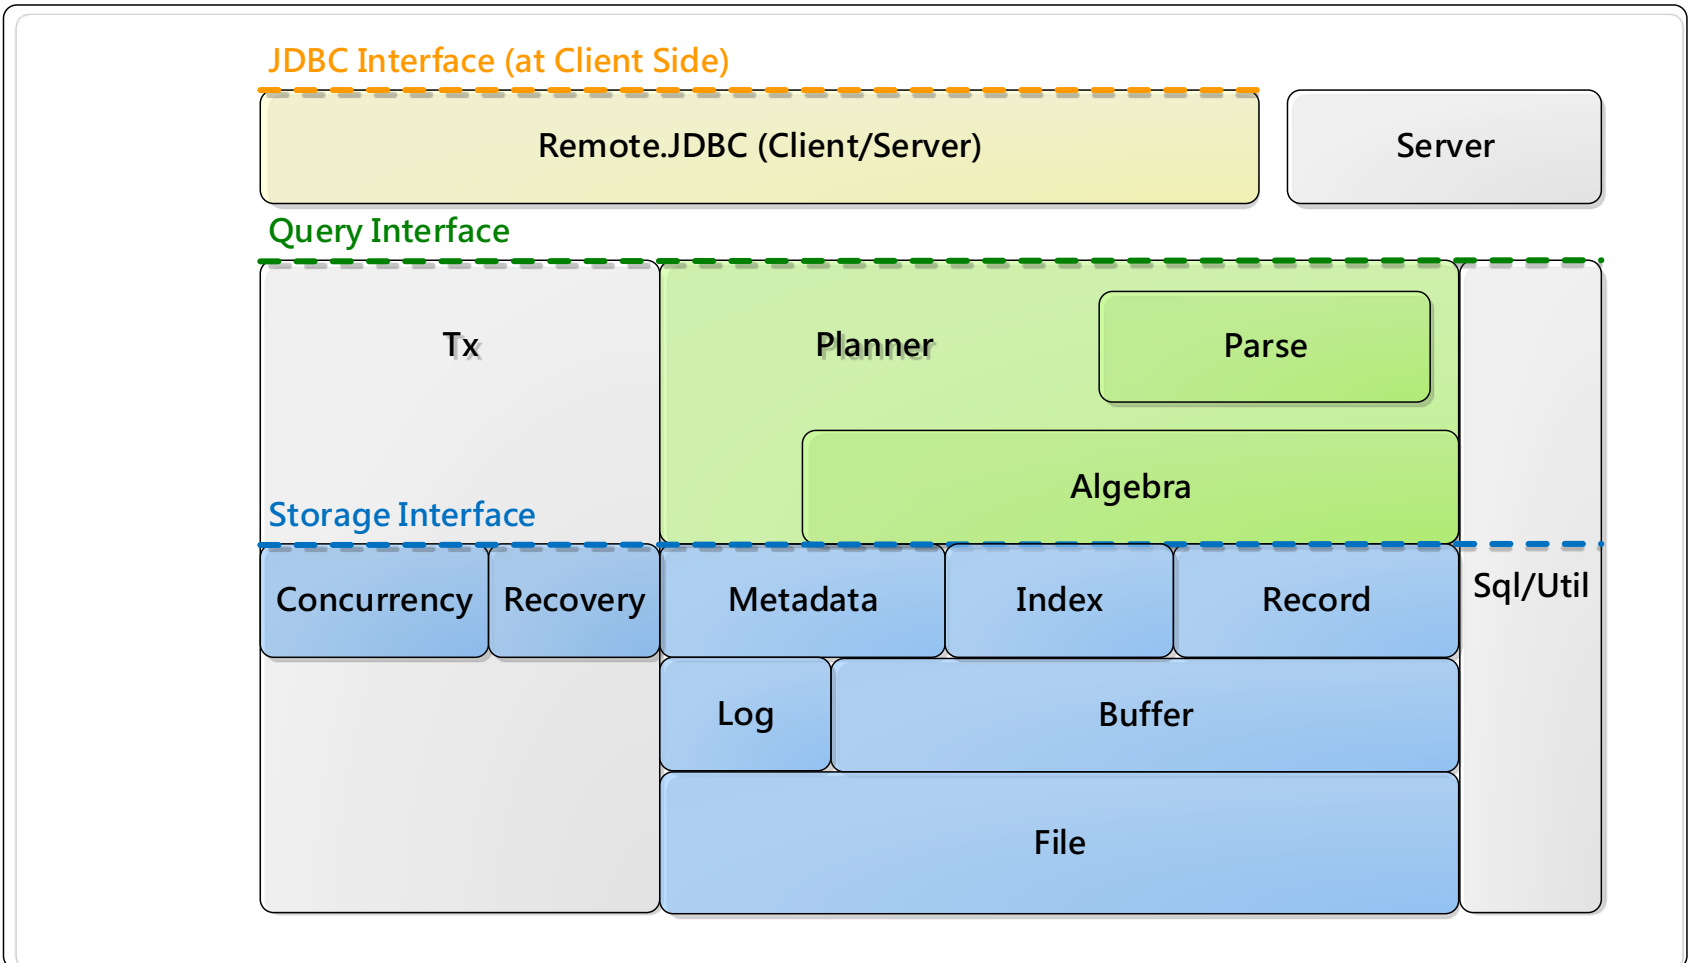 JDBC Interface (at Client Side)
Remote.JDBC (Client/Server)
Server
Query Interface
Tx
Planner
Parse
Algebra
Storage Interface
Concurrency
Recovery
Metadata
Index
Record
Sql/Util
Log
Buffer
File